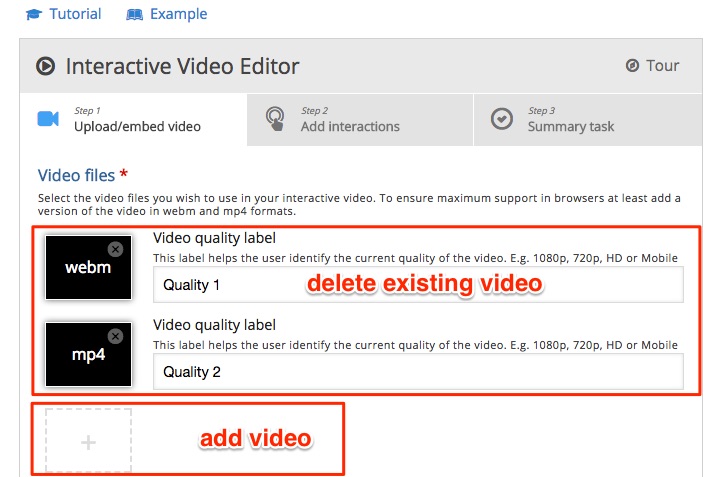 Tutorial Example
Interactive Video Editor Tour
Step 1 Step 2 Step 3
Upload/embed video Add interactions Summary task
Video files *
Select the video files you wish to use in your interactive video. To ensure maximum support in browsers at least add a
version of the video in webm and mp4 formats.
Video quality label
This label helps the user identify the current quality of the video. E.g. 1080p, 720p, HD or Mobile
webm
Quality 1 delete existing video
Video quality label
This label helps the user identify the current quality of the video. E.g. 1080p, 720p, HD or Mobile
mp4
Quality 2
+ add video